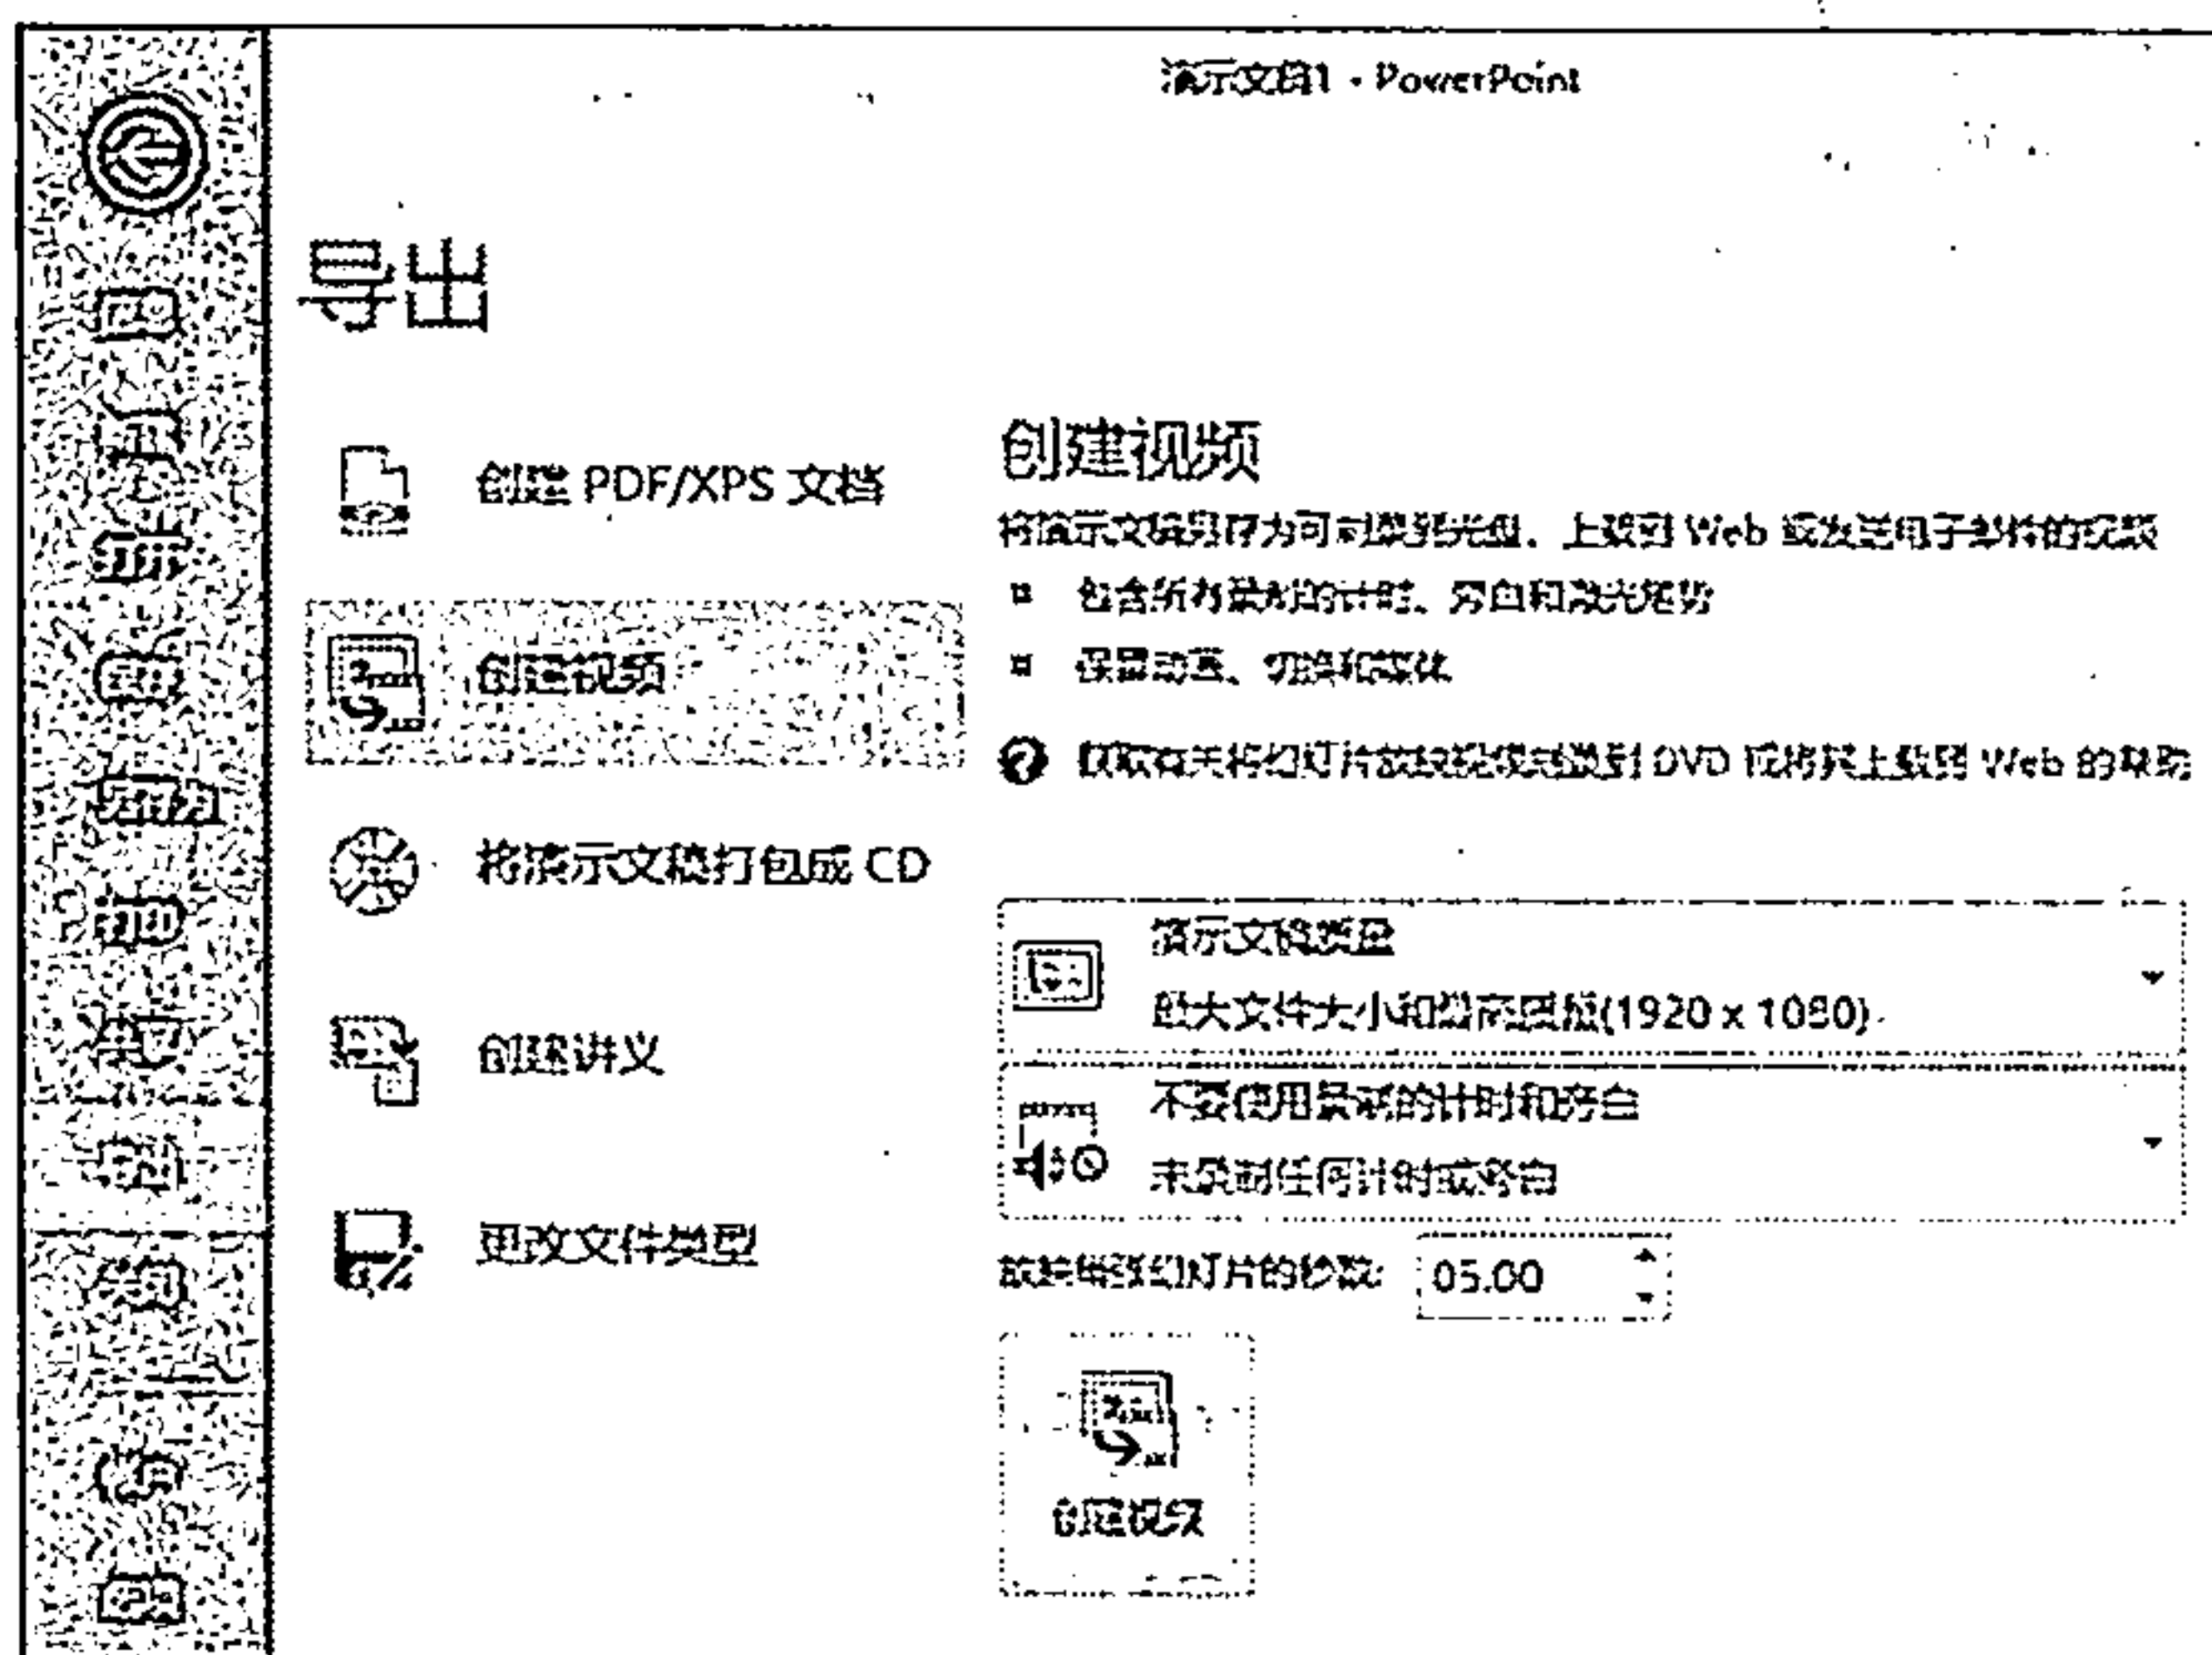 演示文稿1 - PowerPoint
导出
创建 PDF/XPS 文档
创建视频
将演示文稿打包成 CD
创建讲义
更改文件类型
创建视频
将演示文稿另存为可刻录到光盘、上载到 Web 或发送电子邮件的视频
包含所有录制的计时、旁白和激光笔势
保留动画、切换和媒体
获取有关将幻灯片放映视频刻录到 DVD 或将其上载到 Web 的帮助
演示文稿质量
最大文件大小和最高质量(1920 x 1080)
不要使用录制的计时和旁白
未录制任何计时或旁白
放映每张幻灯片的秒数: 05.00
创建视频